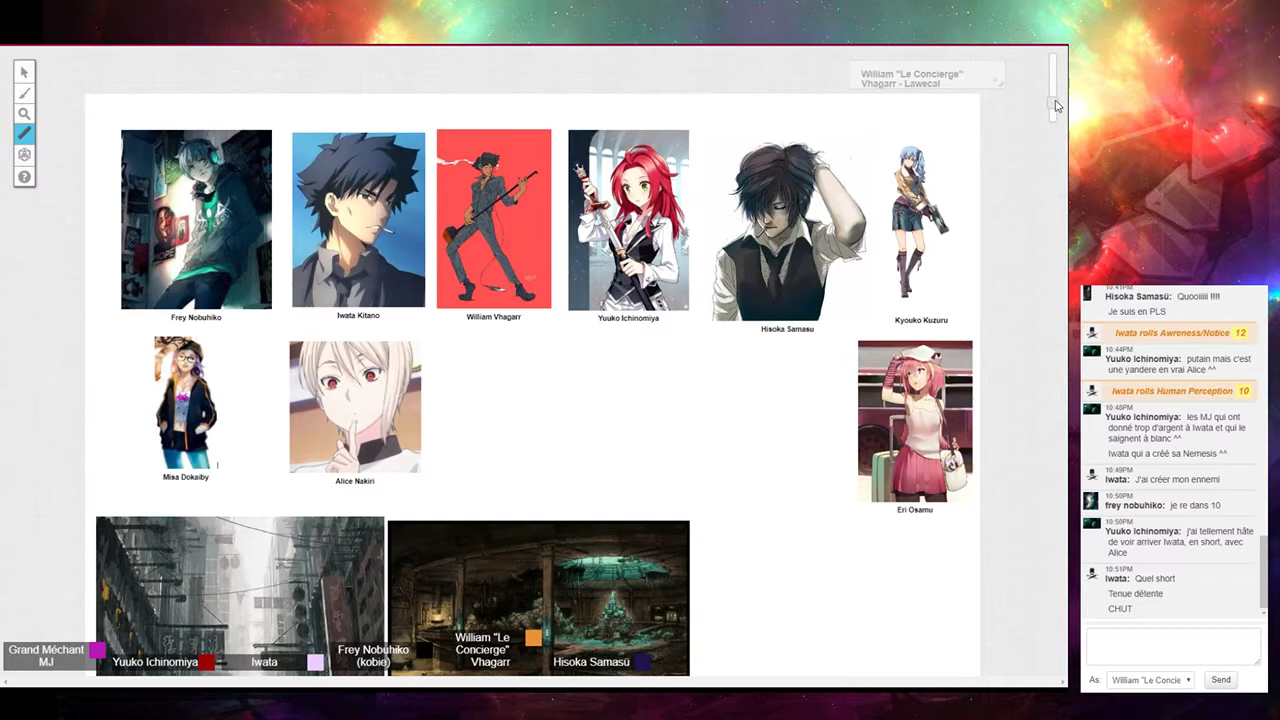 William "Le Concierge"
Vhagarr - Lawecal
Frey Nobuhiko
Iwata Kitano
William Vhagarr
Yuuko Ichinomiya
Hisoka Samasu
Kyouko Kuzuru
Misa Dokaiby
Alice Nakiri
Eri Osamu
Grand Méchant
MJ
Yuuko Ichinomiya
Iwata
Frey Nobuhiko
(kobie)
William "Le
Concierge"
Vhagarr
Hisoka Samasü
10:41PM
Hisoka Samasü: Quooiiiii !!!!
Je suis en PLS
Iwata rolls Awreness/Notice 12
10:44PM
Yuuko Ichinomiya: putain mais c'est
une yandere en vrai Alice ^^
Iwata rolls Human Perception 10
10:48PM
Yuuko Ichinomiya: les MJ qui ont
donné trop d'argent à Iwata et qui le
saignent à blanc ^^
Iwata qui a créé sa Nemesis ^^
10:49PM
Iwata: J'ai créer mon ennemi
10:50PM
frey nobuhiko: je re dans 10
10:50PM
Yuuko Ichinomiya: j'ai tellement hâte
de voir arriver Iwata, en short, avec
Alice
10:51PM
Iwata: Quel short
Tenue détente
CHUT
As: William "Le Concie
Send